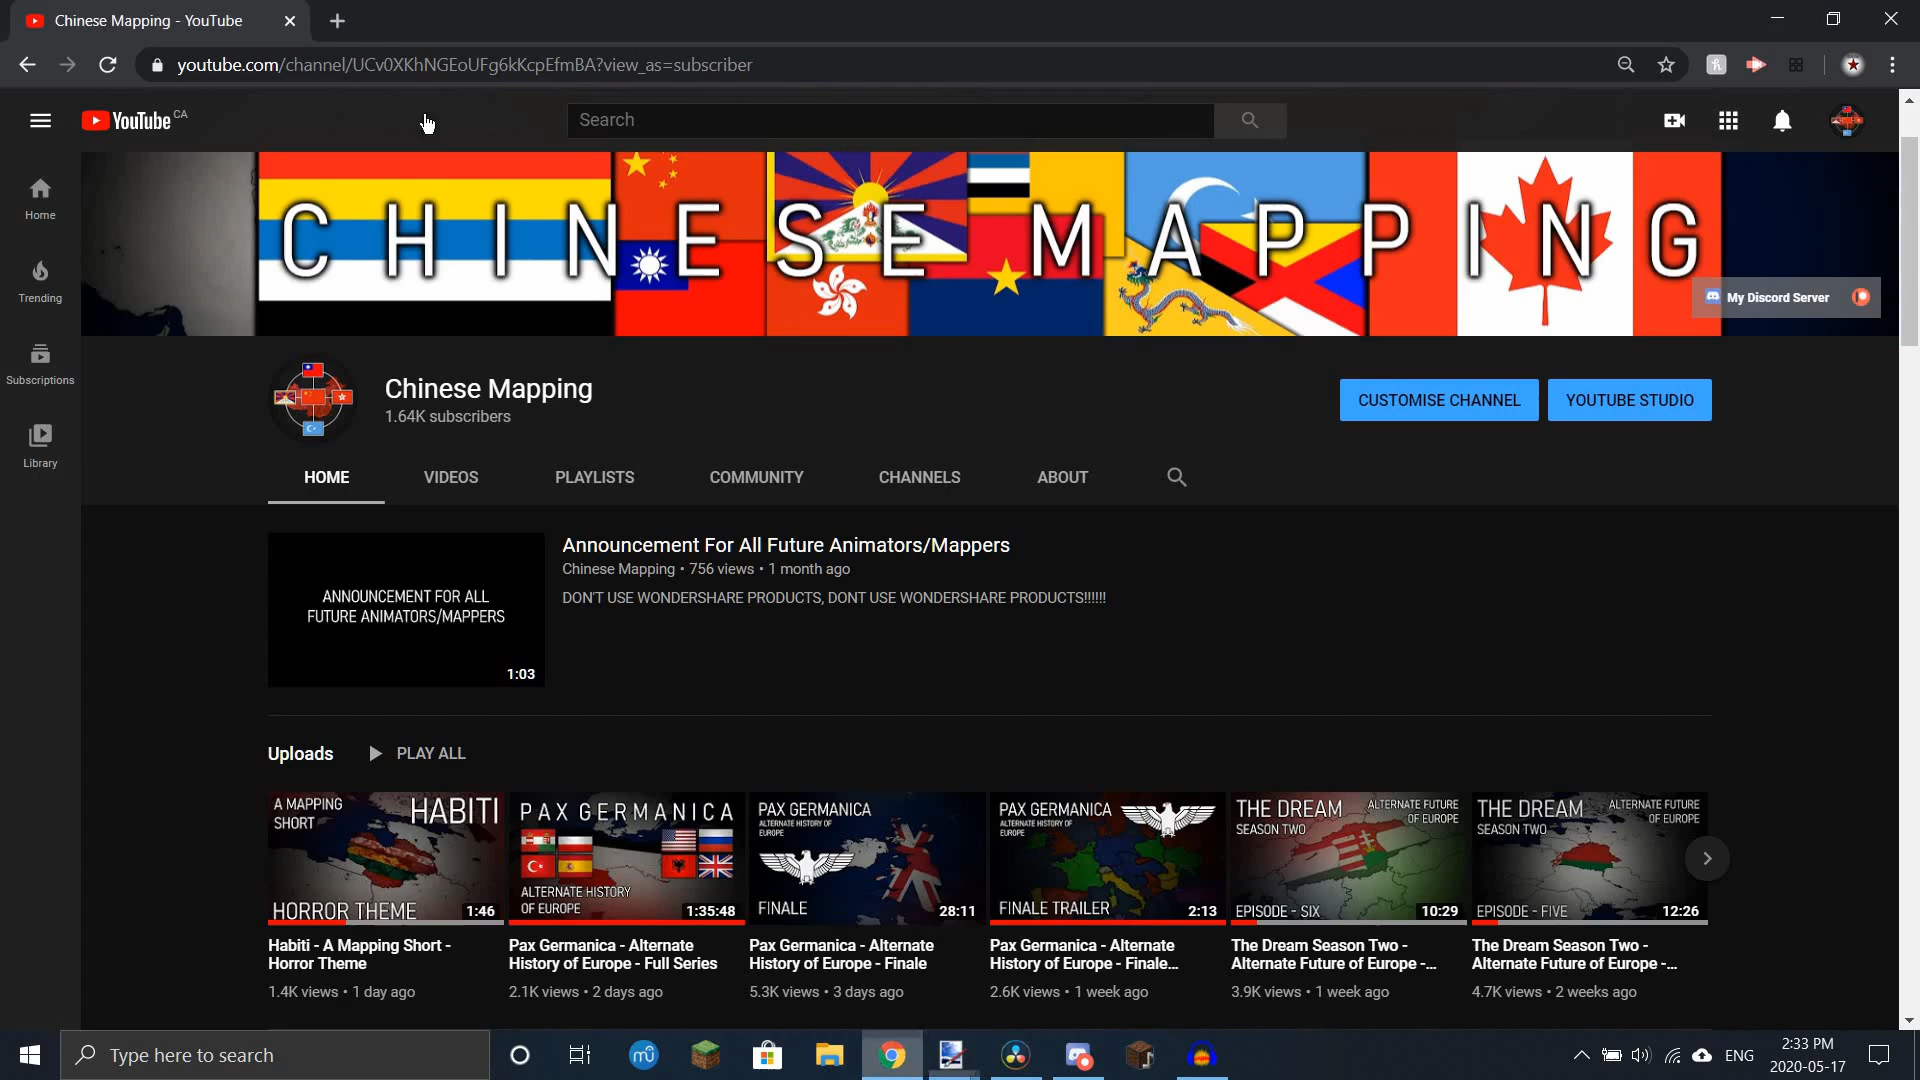 Chinese Mapping - YouTube
youtube.com/channel/UCv0XKhNGEoUFg6kKcpEfmBA?view_as=subscriber
YouTube CA
Search
Home
Trending
Subscriptions
Library
CHINESE MAPPING
My Discord Server
Chinese Mapping
1.64K subscribers
CUSTOMISE CHANNEL
YOUTUBE STUDIO
HOME VIDEOS PLAYLISTS COMMUNITY CHANNELS ABOUT
ANNOUNCEMENT FOR ALL
FUTURE ANIMATORS/MAPPERS
1:03
Announcement For All Future Animators/Mappers
Chinese Mapping • 756 views • 1 month ago
DON'T USE WONDERSHARE PRODUCTS, DONT USE WONDERSHARE PRODUCTS!!!!!!
Uploads
PLAY ALL
A MAPPING
SHORT
HABITI
HORROR THEME
1:46
Habiti - A Mapping Short -
Horror Theme
1.4K views • 1 day ago
PAX GERMANICA
ALTERNATE HISTORY
OF EUROPE
1:35:48
Pax Germanica - Alternate
History of Europe - Full Series
2.1K views • 2 days ago
PAX GERMANICA
ALTERNATE HISTORY OF
EUROPE
FINALE
28:11
Pax Germanica - Alternate
History of Europe - Finale
5.3K views • 3 days ago
PAX GERMANICA
ALTERNATE HISTORY OF
EUROPE
FINALE TRAILER
2:13
Pax Germanica - Alternate
History of Europe - Finale...
2.6K views • 1 week ago
THE DREAM
SEASON TWO
ALTERNATE FUTURE
OF EUROPE
EPISODE - SIX
10:29
The Dream Season Two -
Alternate Future of Europe -...
3.9K views • 1 week ago
THE DREAM
SEASON TWO
ALTERNATE FUTURE
OF EUROPE
EPISODE - FIVE
12:26
The Dream Season Two -
Alternate Future of Europe -...
4.7K views • 2 weeks ago
Type here to search
ENG
2:33 PM
2020-05-17